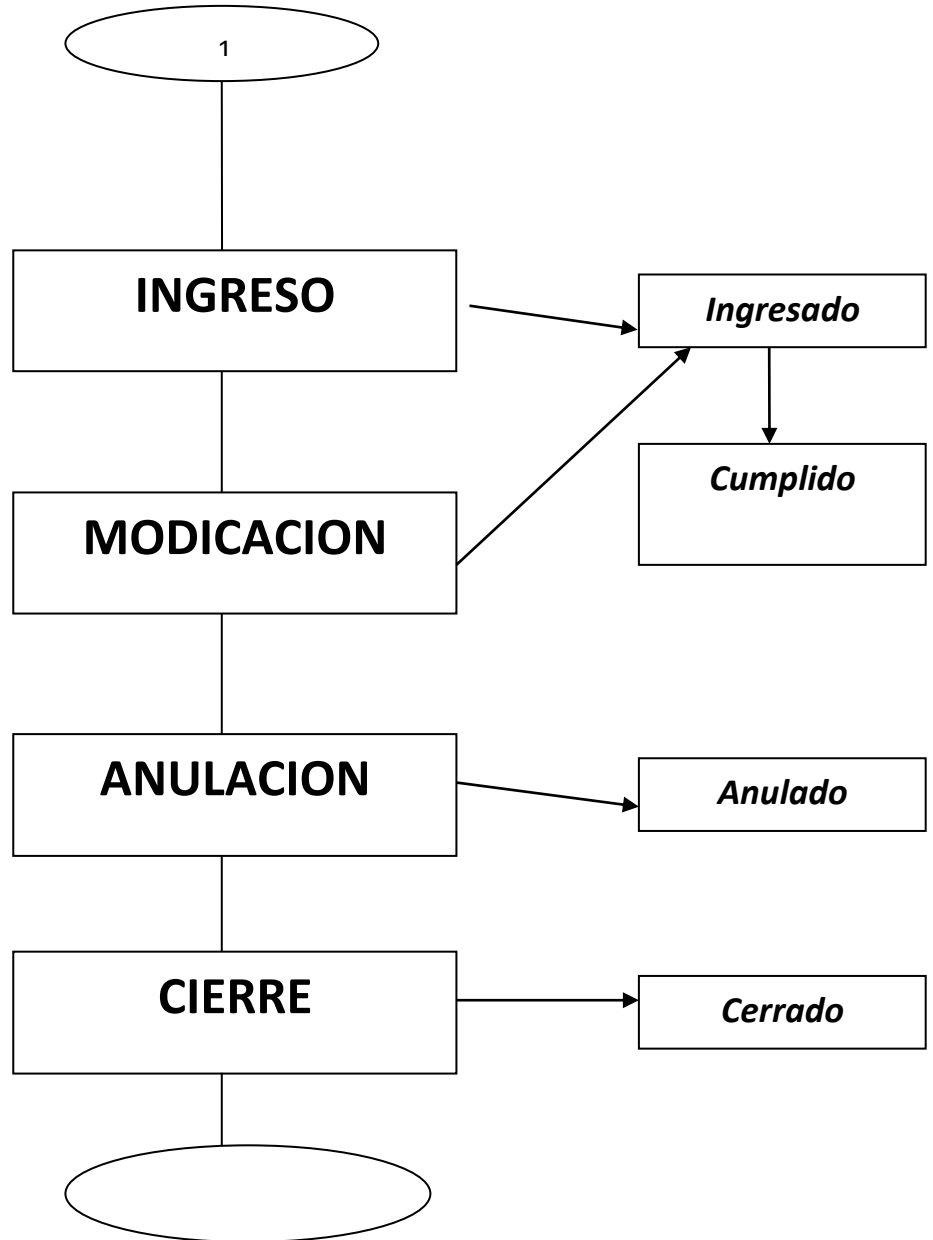 1
INGRESO
Ingresado
Cumplido
MODICACION
ANULACION
Anulado
CIERRE
Cerrado